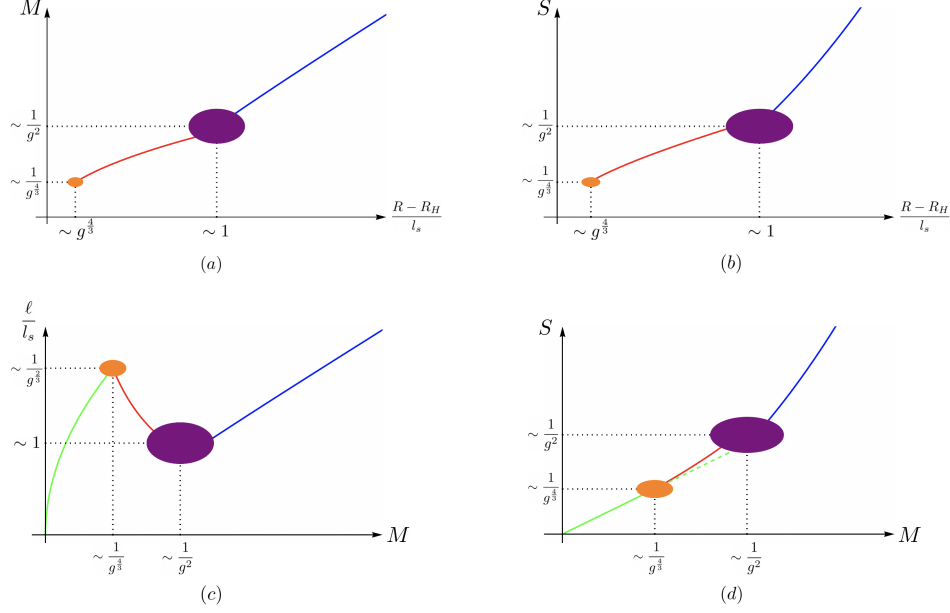 M
∼ 1/g^2
∼ 1/g^{4/3}
∼ g^{4/3}
∼ 1
(R − R_H)/l_s
(a)
S
∼ 1/g^2
∼ 1/g^{4/3}
∼ g^{4/3}
∼ 1
(R − R_H)/l_s
(b)
ℓ/l_s
∼ 1/g^{2/3}
∼ 1
∼ 1/g^{4/3}
∼ 1/g^2
M
(c)
S
∼ 1/g^2
∼ 1/g^{4/3}
∼ 1/g^{4/3}
∼ 1/g^2
M
(d)